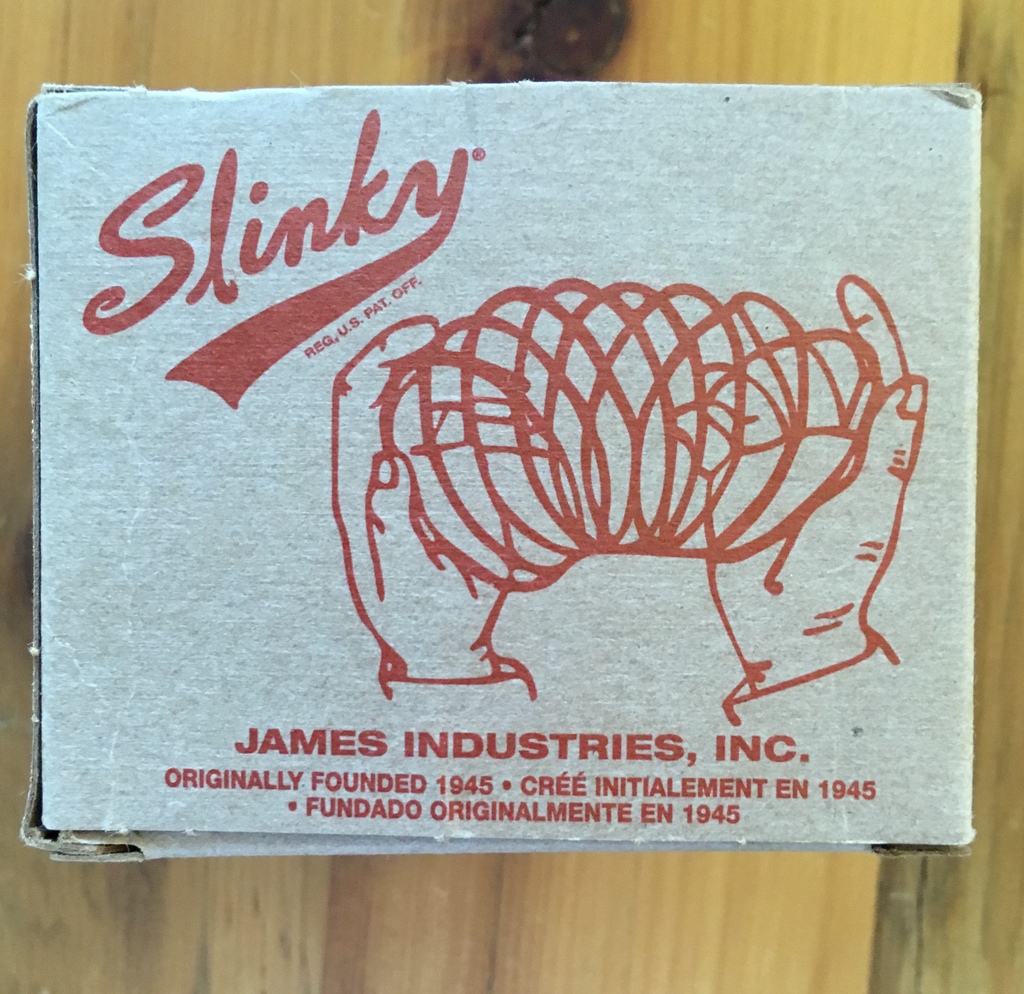 Slinky®
REG. U.S. PAT. OFF.
JAMES INDUSTRIES, INC.
ORIGINALLY FOUNDED 1945 • CRÉÉ INITIALEMENT EN 1945
• FUNDADO ORIGINALMENTE EN 1945